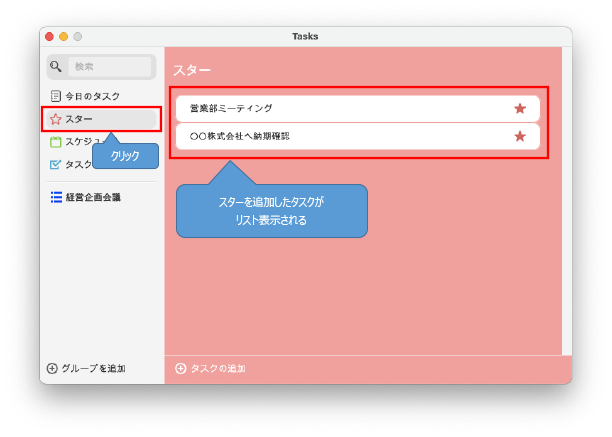 Tasks
検索
今日のタスク
スター
スケジュ
タスク
クリック
経営企画会議
グループを追加
スター
営業部ミーティング
〇〇株式会社へ納期確認
スターを追加したタスクが
リスト表示される
タスクの追加